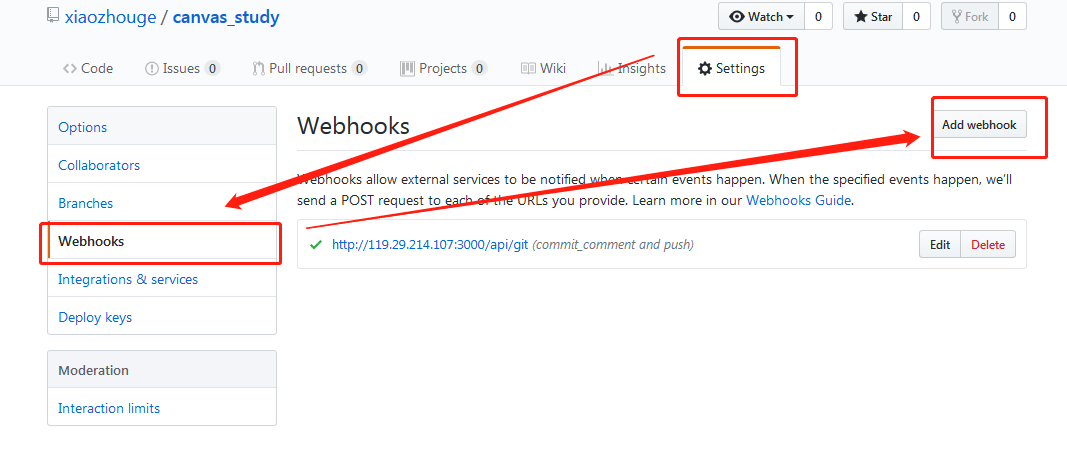 xiaozhouge / canvas_study
Watch 0 Star 0 Fork 0
Code Issues 0 Pull requests 0 Projects 0 Wiki Insights Settings
Options
Collaborators
Branches
Webhooks
Integrations & services
Deploy keys
Moderation
Interaction limits
Webhooks
Add webhook
Webhooks allow external services to be notified when certain events happen. When the specified events happen, we'll
send a POST request to each of the URLs you provide. Learn more in our Webhooks Guide.
http://119.29.214.107:3000/api/git (commit_comment and push)
Edit Delete